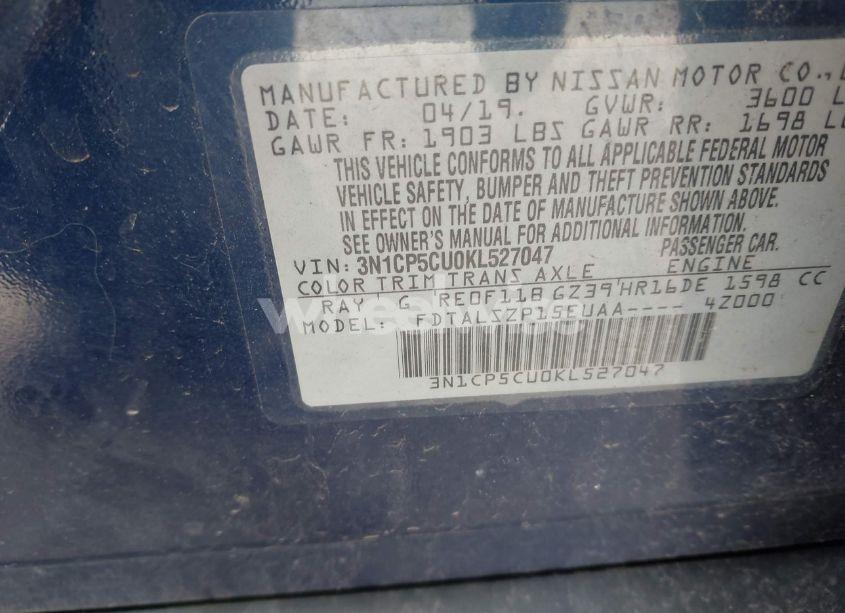 MANUFACTURED BY NISSAN MOTOR CO.,
DATE: 04/19. GVWR: 3600 L
GAWR FR: 1903 LBS GAWR RR: 1698 LB
THIS VEHICLE CONFORMS TO ALL APPLICABLE FEDERAL MOTOR
VEHICLE SAFETY, BUMPER AND THEFT PREVENTION STANDARDS
IN EFFECT ON THE DATE OF MANUFACTURE SHOWN ABOVE.
SEE OWNER'S MANUAL FOR ADDITIONAL INFORMATION.
VIN: 3N1CP5CU0KL527047 PASSENGER CAR.
COLOR TRIM TRANS AXLE ENGINE
RAY G RE0F11B GZ39 HR16DE 1598 CC
MODEL: FDTALSZP15EUAA---- 4Z000
3N1CP5CU0KL527047